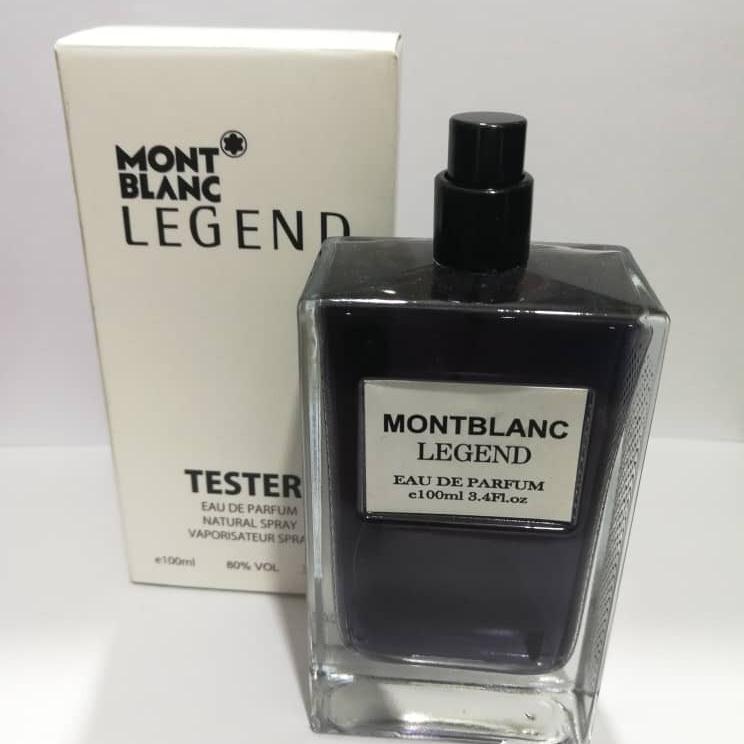 MONT
BLANC
LEGEND
TESTER
EAU DE PARFUM
NATURAL SPRAY
VAPORISATEUR
e100ml 80% VOL
MONTBLANC
LEGEND
EAU DE PARFUM
e100ml 3.4Fl.oz